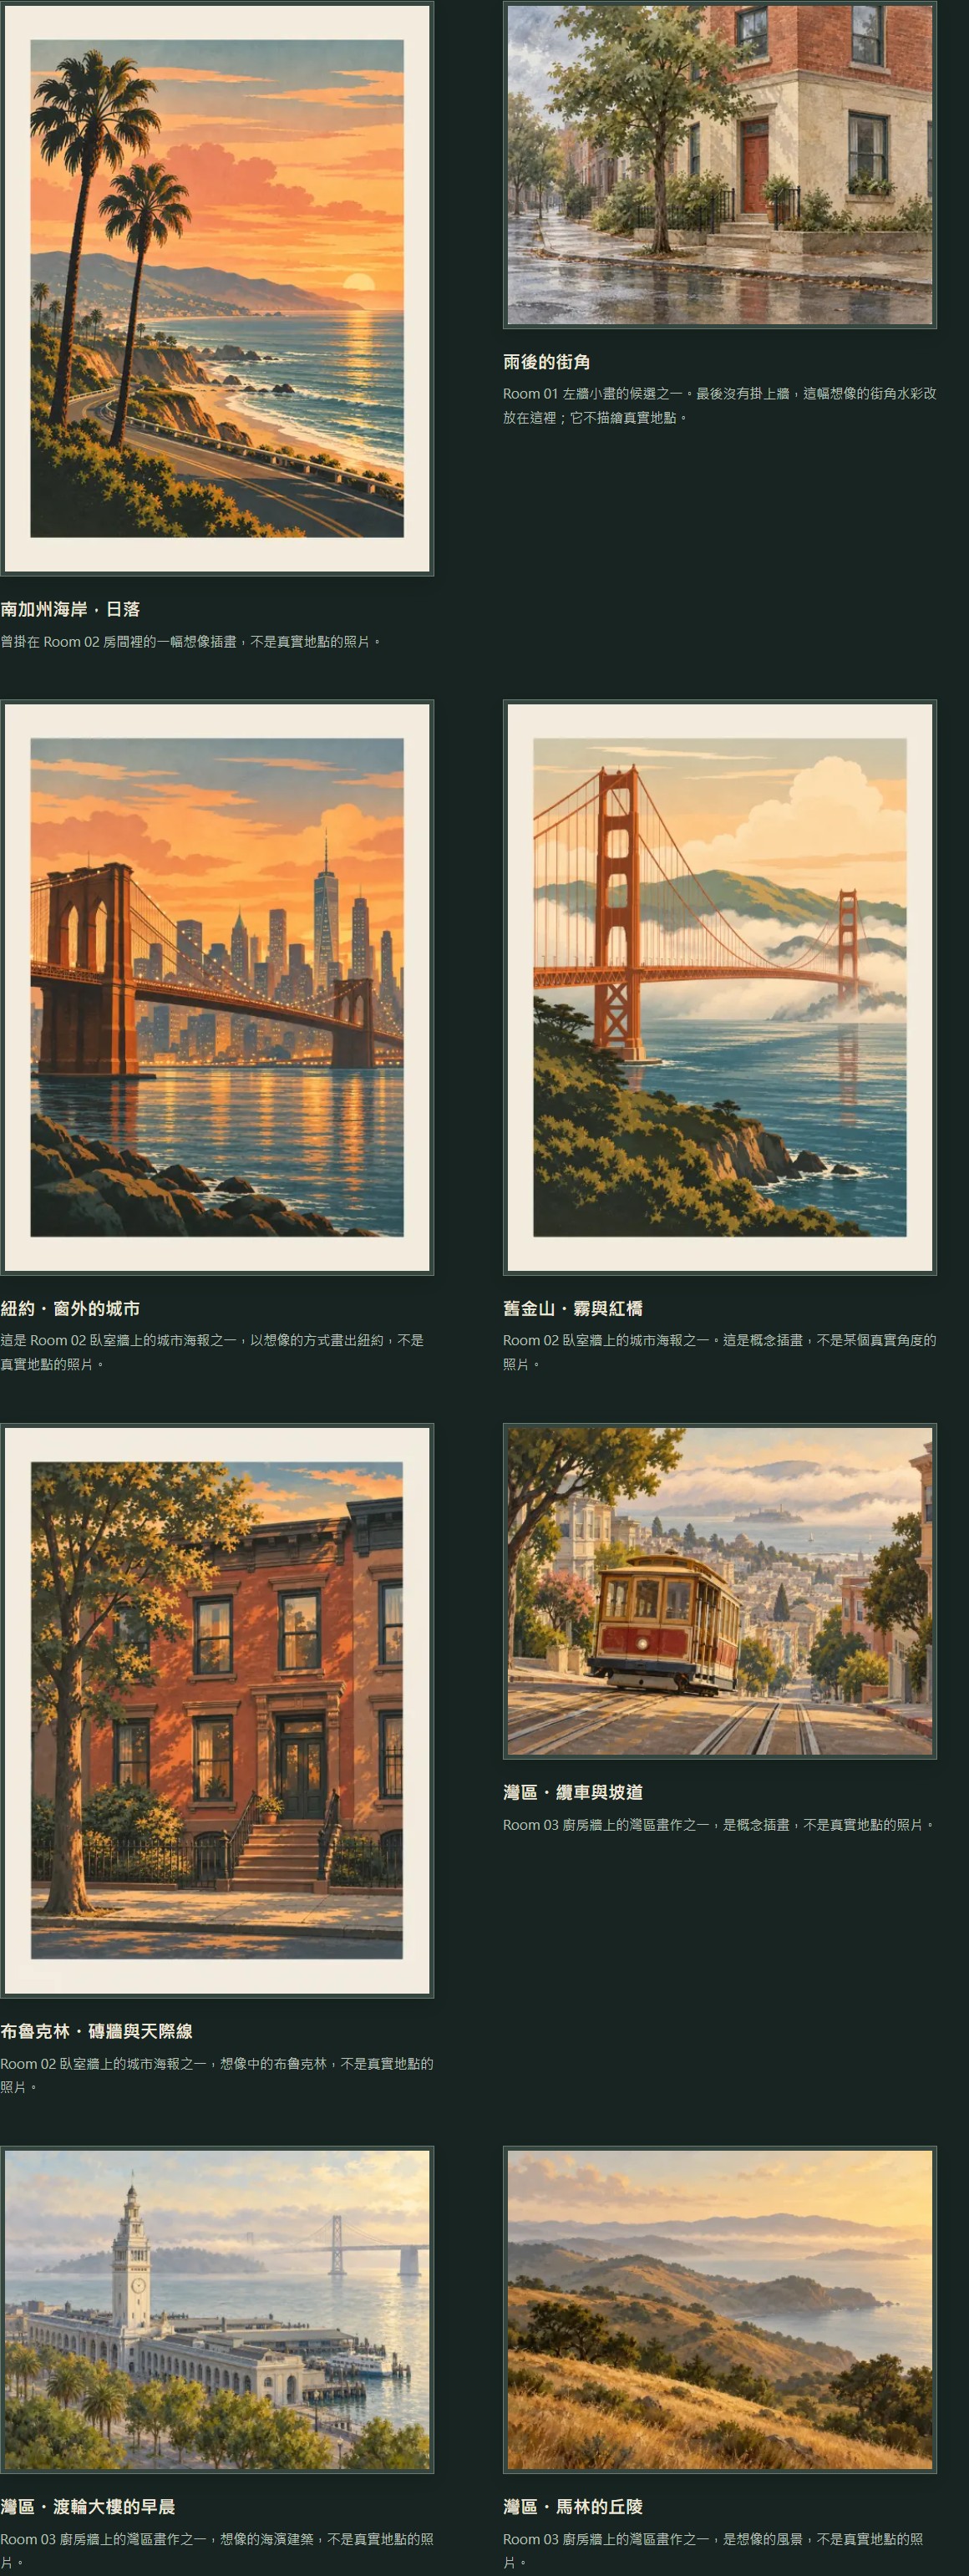 雨後的街角
Room 01 左牆小畫的候選之一。最後沒有掛上牆，這幅想像的街角水彩改
放在這裡；它不描繪真實地點。
南加州海岸・日落
曾掛在 Room 02 房間裡的一幅想像插畫，不是真實地點的照片。
紐約・窗外的城市
這是 Room 02 臥室牆上的城市海報之一，以想像的方式畫出紐約，不是
真實地點的照片。
舊金山・霧與紅橋
Room 02 臥室牆上的城市海報之一。這是概念插畫，不是某個真實角度的
照片。
灣區・纜車與坡道
Room 03 廚房牆上的灣區畫作之一，是概念插畫，不是真實地點的照片。
布魯克林・磚牆與天際線
Room 02 臥室牆上的城市海報之一，想像中的布魯克林，不是真實地點的
照片。
灣區・渡輪大樓的早晨
Room 03 廚房牆上的灣區畫作之一，想像的海濱建築，不是真實地點的照
片。
灣區・馬林的丘陵
Room 03 廚房牆上的灣區畫作之一，是想像的風景，不是真實地點的照
片。